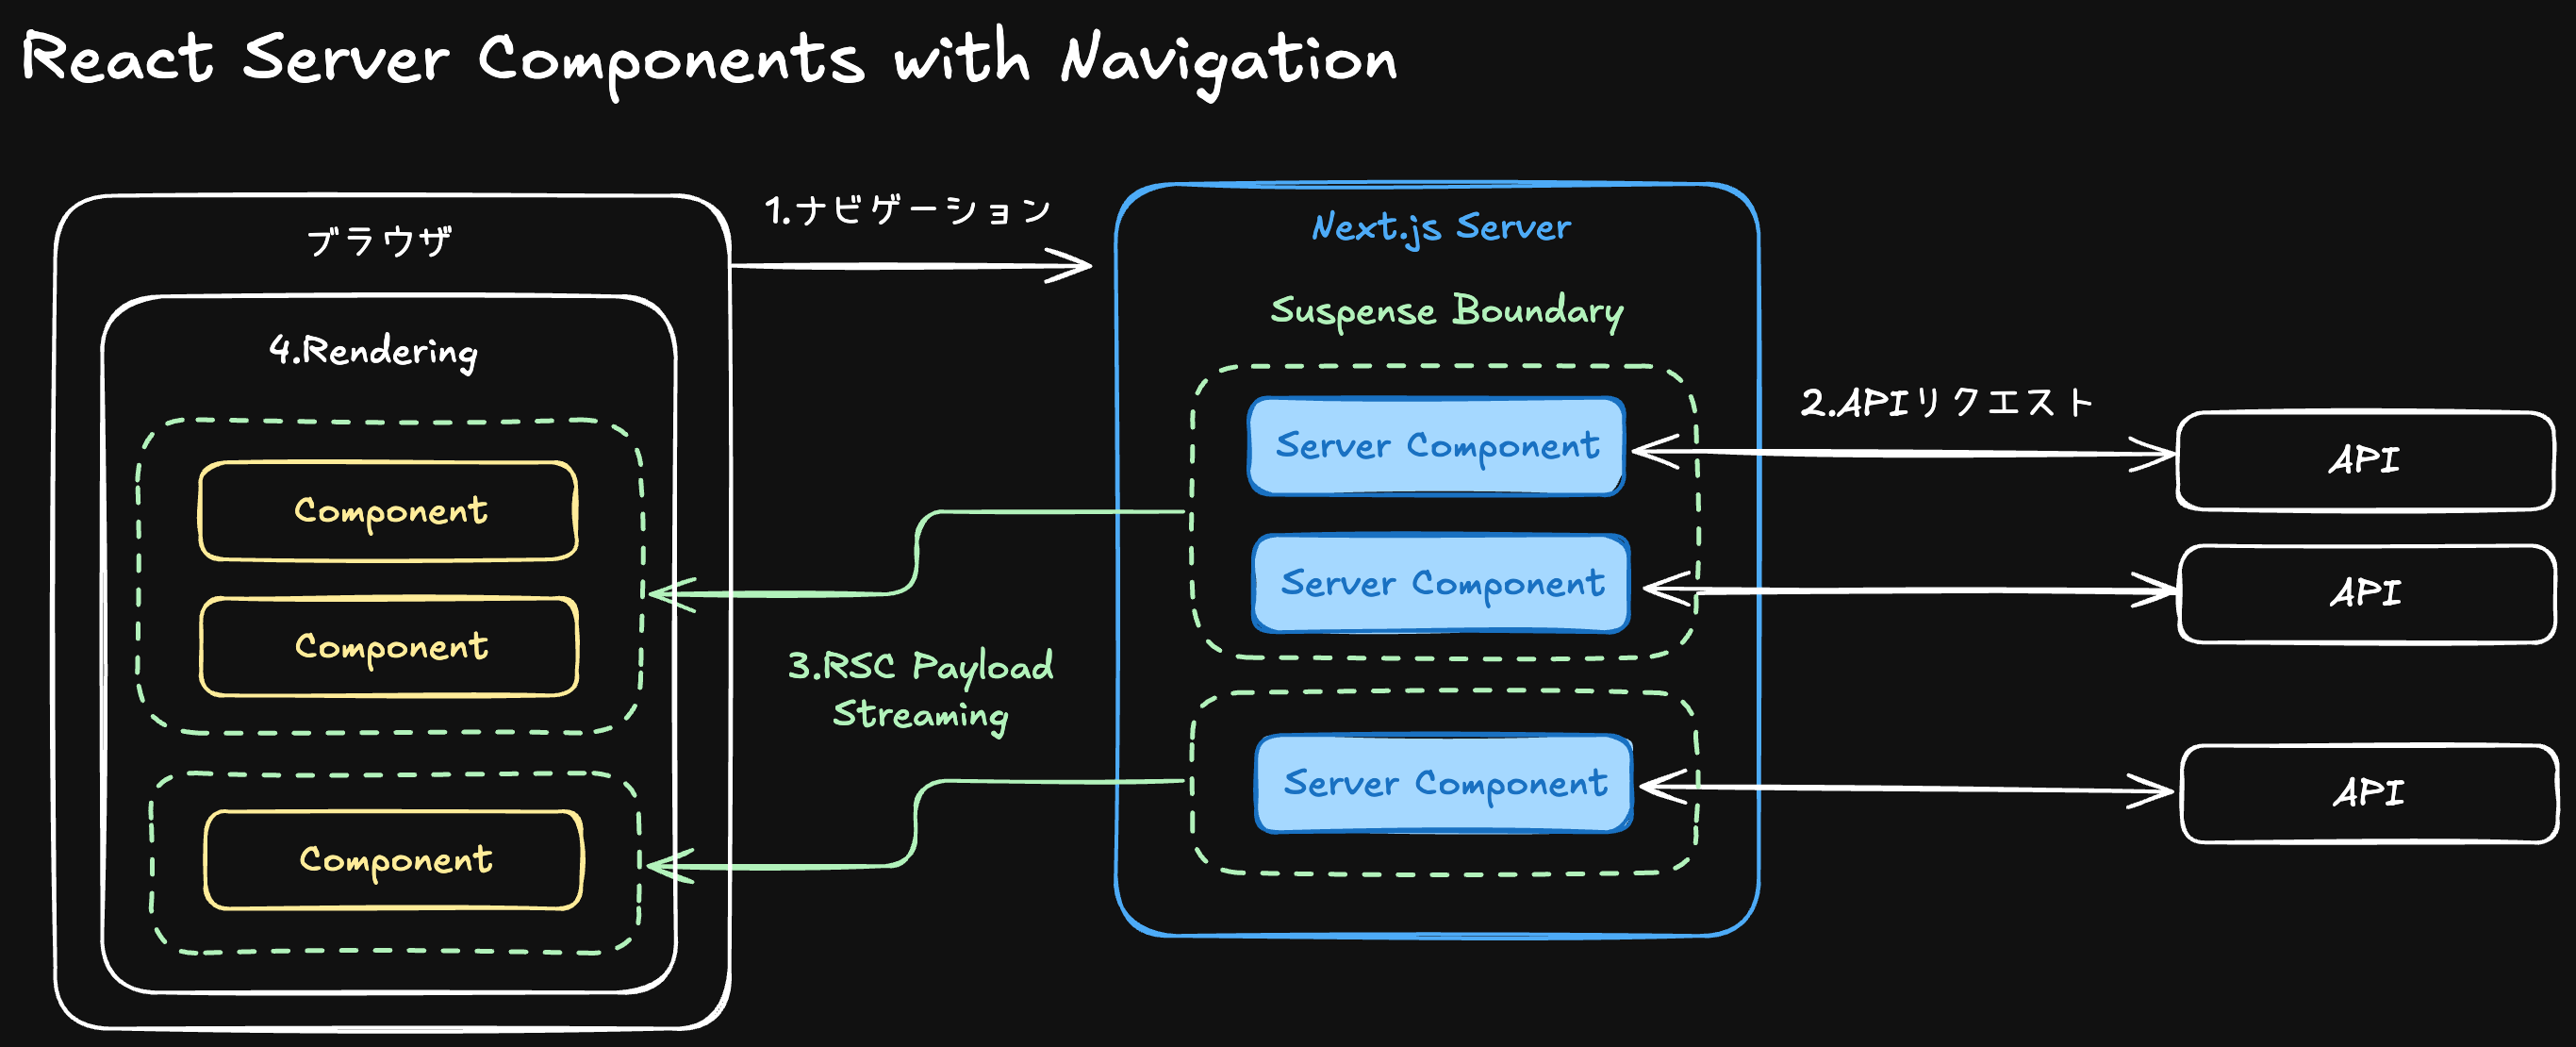 React Server Components with Navigation
ブラウザ
1.ナビゲーション
Next.js Server
Suspense Boundary
4.Rendering
2.APIリクエスト
Server Component
API
Component
Server Component
API
Component
3.RSC Payload
Streaming
Server Component
API
Component